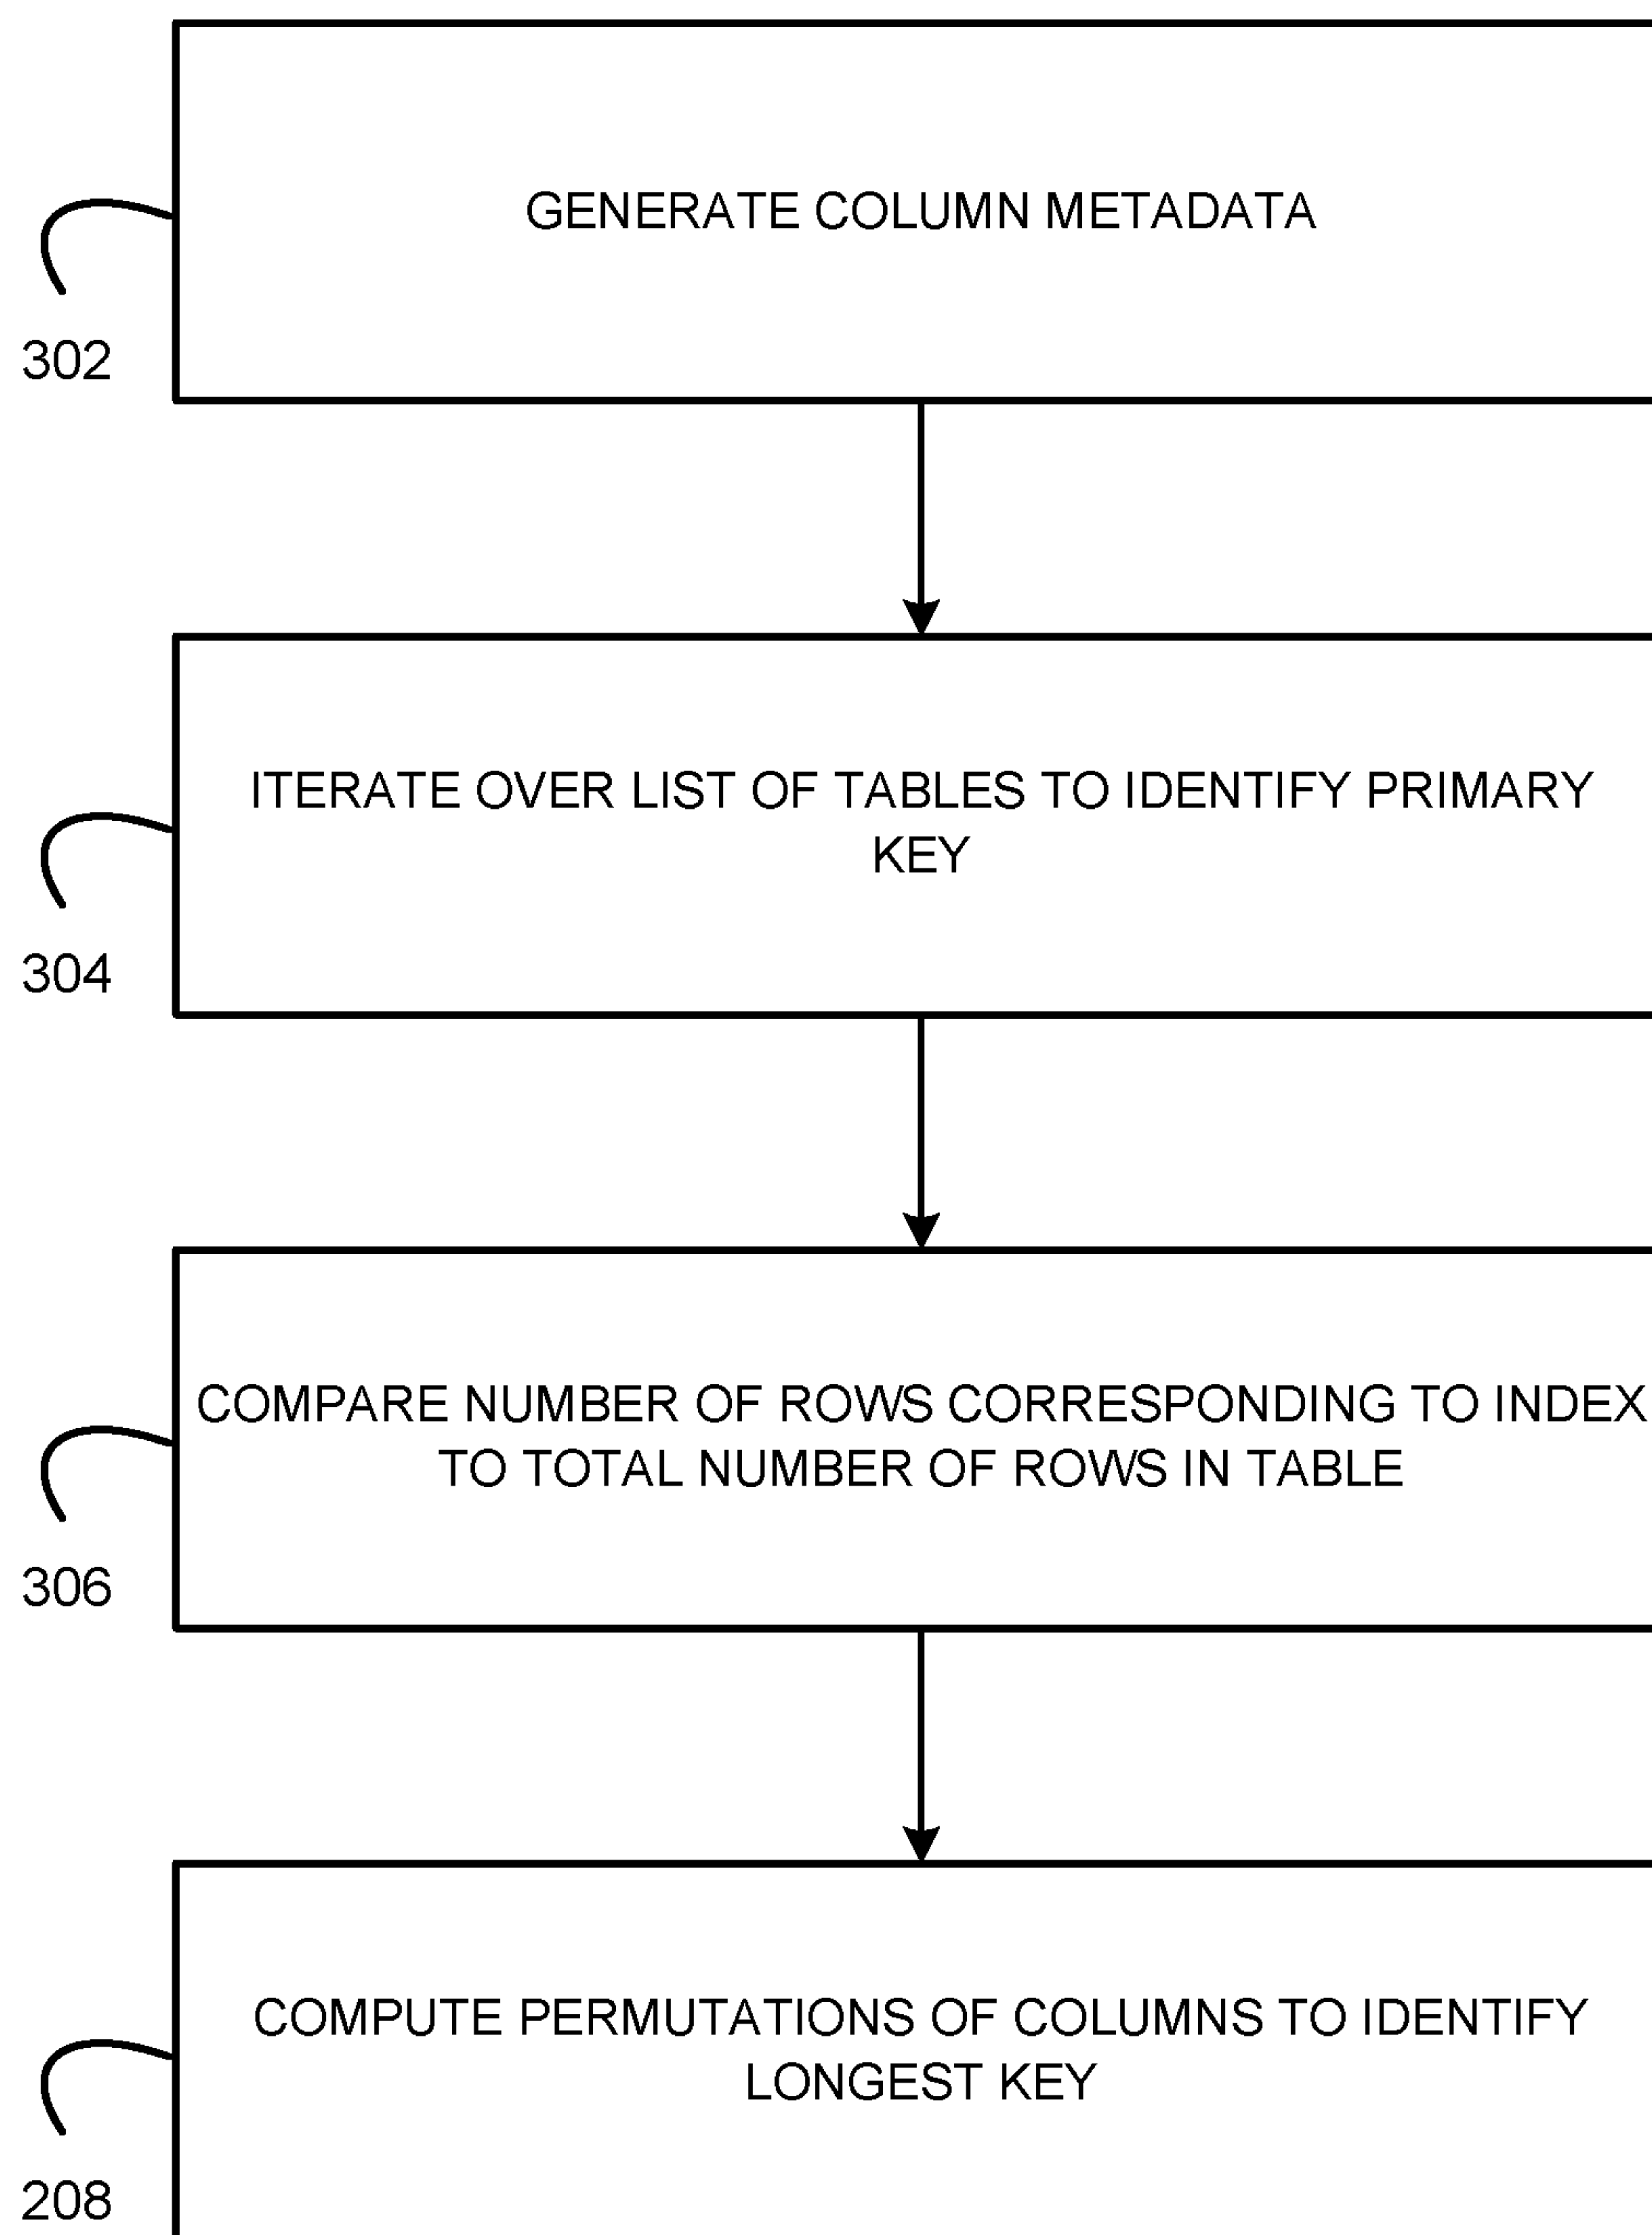 GENERATE COLUMN METADATA
302
ITERATE OVER LIST OF TABLES TO IDENTIFY PRIMARY
KEY
304
COMPARE NUMBER OF ROWS CORRESPONDING TO INDEX
TO TOTAL NUMBER OF ROWS IN TABLE
306
COMPUTE PERMUTATIONS OF COLUMNS TO IDENTIFY
LONGEST KEY
208